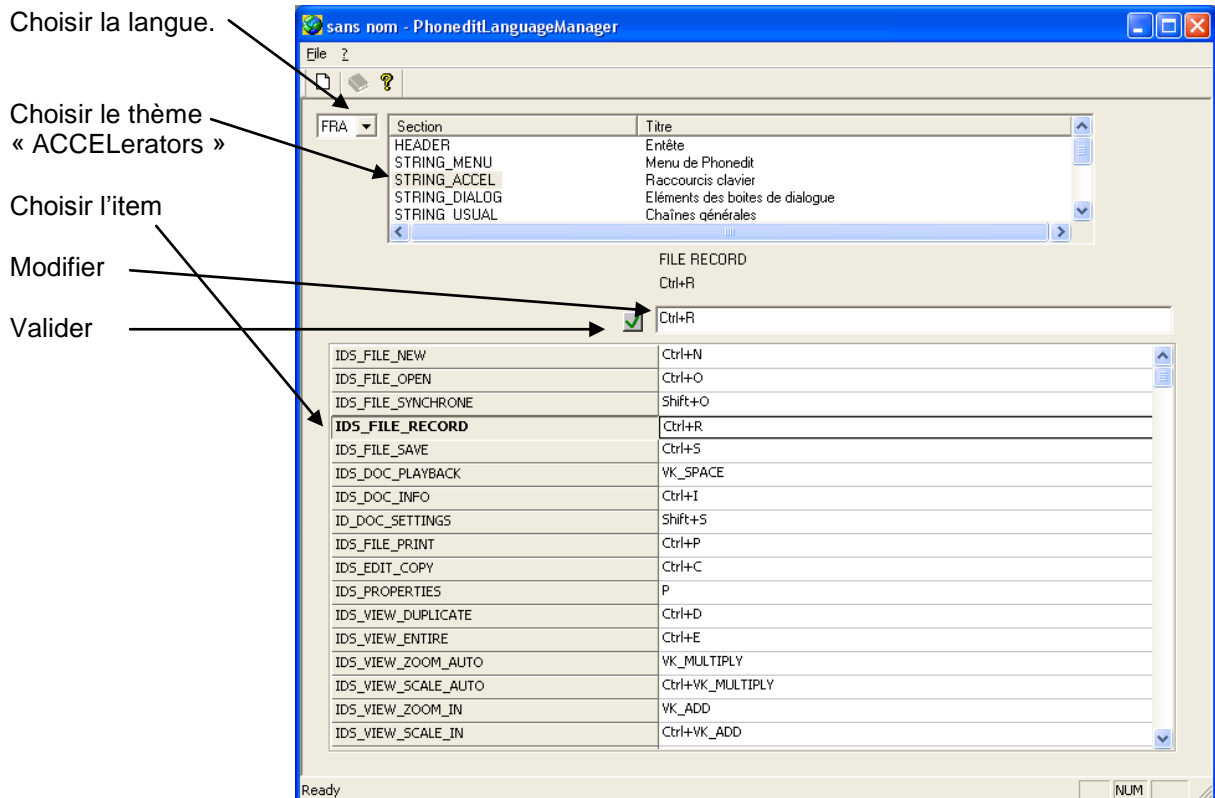 Choisir la langue.
Choisir le thème
« ACCELerators »
Choisir l'item
Modifier
Valider
sans nom - PhoneditLanguageManager
File ?
FRA
Section Titre
HEADER Entête
STRING_MENU Menu de Phonedit
STRING_ACCEL Raccourcis clavier
STRING_DIALOG Eléments des boites de dialogue
STRING_USUAL Chaînes générales
FILE RECORD
Ctrl+R
Ctrl+R
IDS_FILE_NEW Ctrl+N
IDS_FILE_OPEN Ctrl+O
IDS_FILE_SYNCHRONE Shift+O
IDS_FILE_RECORD Ctrl+R
IDS_FILE_SAVE Ctrl+S
IDS_DOC_PLAYBACK VK_SPACE
IDS_DOC_INFO Ctrl+I
ID_DOC_SETTINGS Shift+S
IDS_FILE_PRINT Ctrl+P
IDS_EDIT_COPY Ctrl+C
IDS_PROPERTIES P
IDS_VIEW_DUPLICATE Ctrl+D
IDS_VIEW_ENTIRE Ctrl+E
IDS_VIEW_ZOOM_AUTO VK_MULTIPLY
IDS_VIEW_SCALE_AUTO Ctrl+VK_MULTIPLY
IDS_VIEW_ZOOM_IN VK_ADD
IDS_VIEW_SCALE_IN Ctrl+VK_ADD
Ready NUM